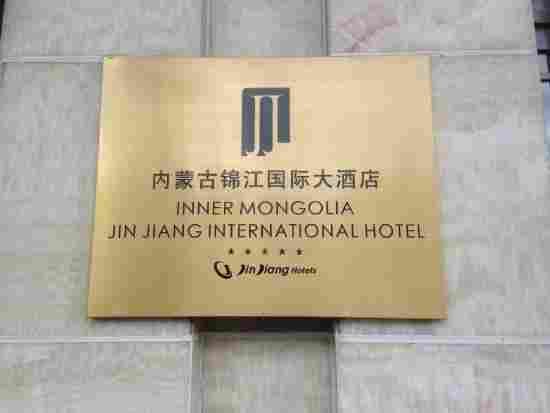 内蒙古锦江国际大酒店
INNER MONGOLIA
JIN JIANG INTERNATIONAL HOTEL
★★★★★
Jin Jiang Hotels